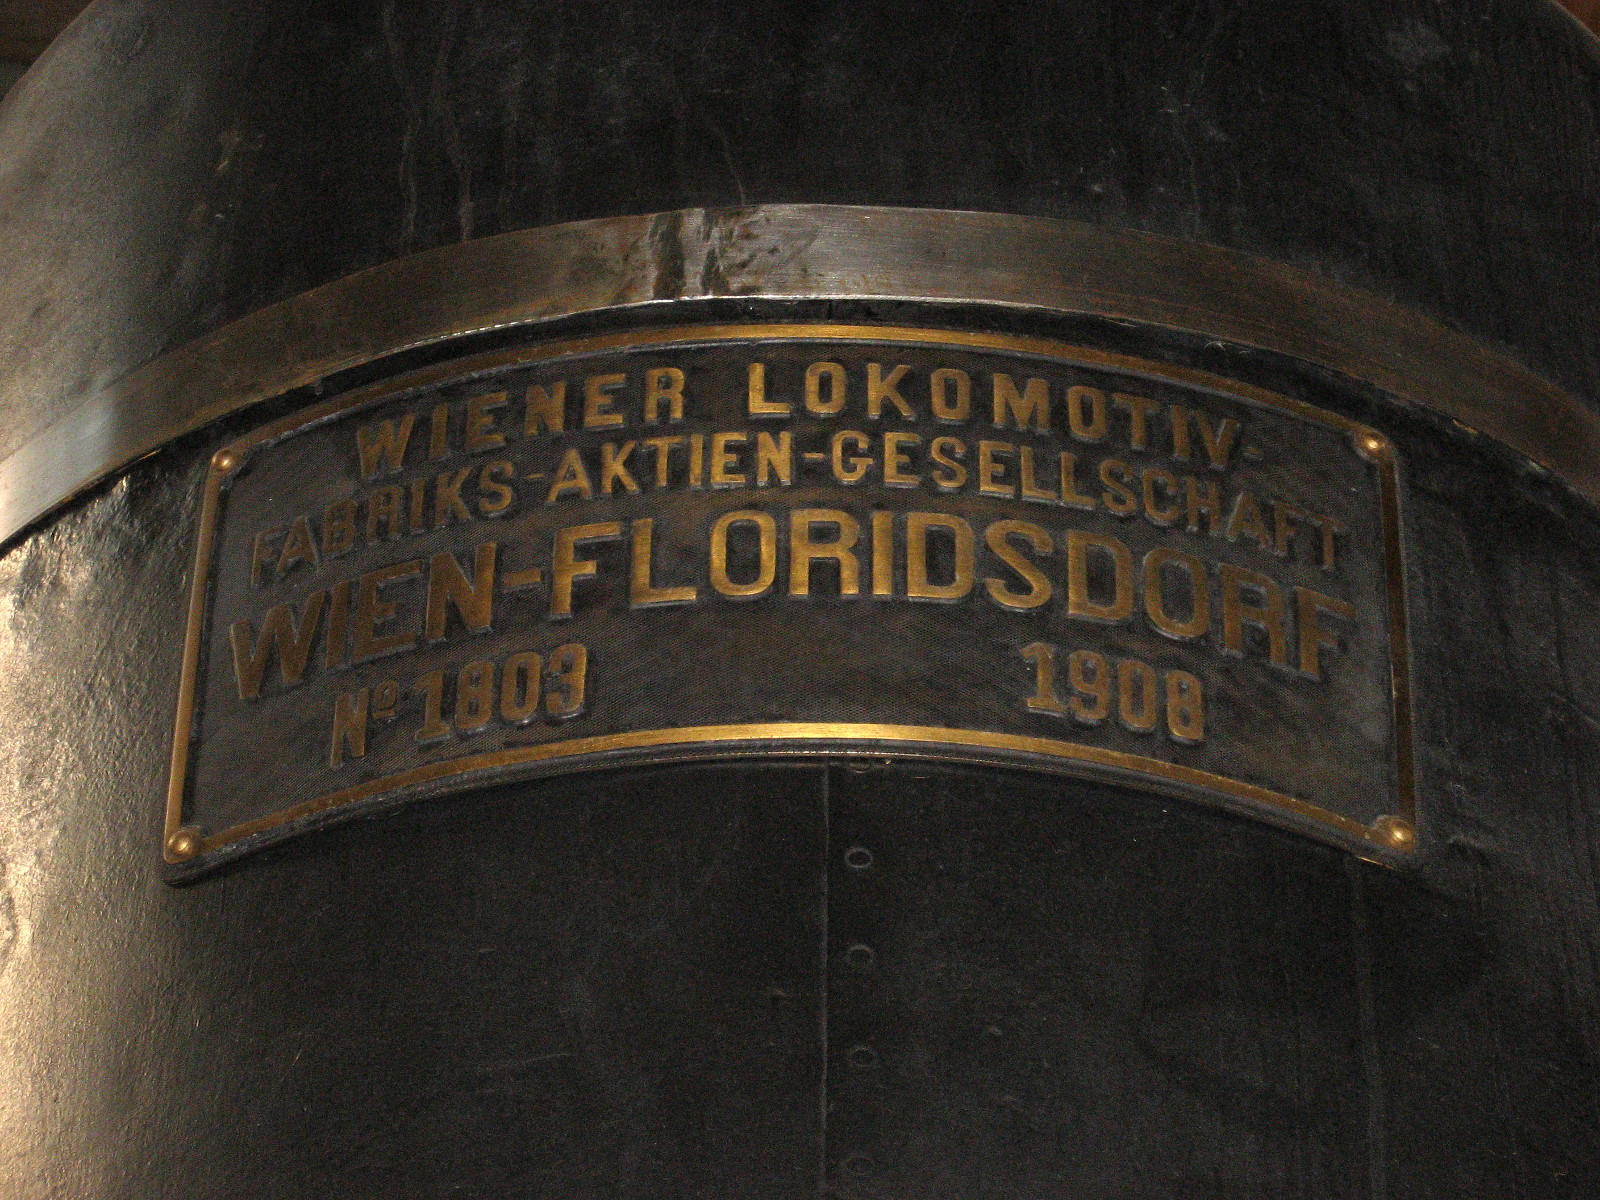 WIENER LOKOMOTIV-
FABRIKS-AKTIEN-GESELLSCHAFT
WIEN-FLORIDSDORF
Nº 1803 1908